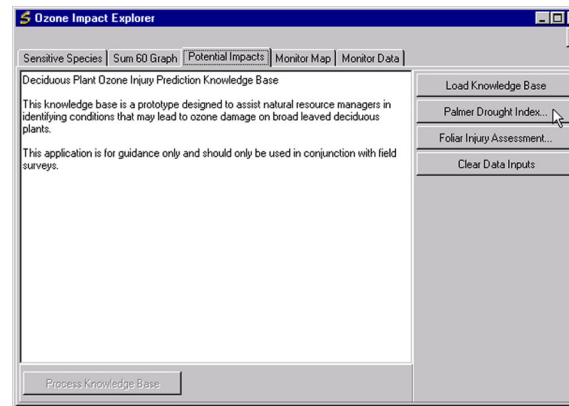 Ozone Impact Explorer
Sensitive Species Sum 60 Graph Potential Impacts Monitor Map Monitor Data
Deciduous Plant Ozone Injury Prediction Knowledge Base
This knowledge base is a prototype designed to assist natural resource managers in
identifying conditions that may lead to ozone damage on broad leaved deciduous
plants.
This application is for guidance only and should only be used in conjunction with field
surveys.
Load Knowledge Base
Palmer Drought Index...
Foliar Injury Assessment...
Clear Data Inputs
Process Knowledge Base